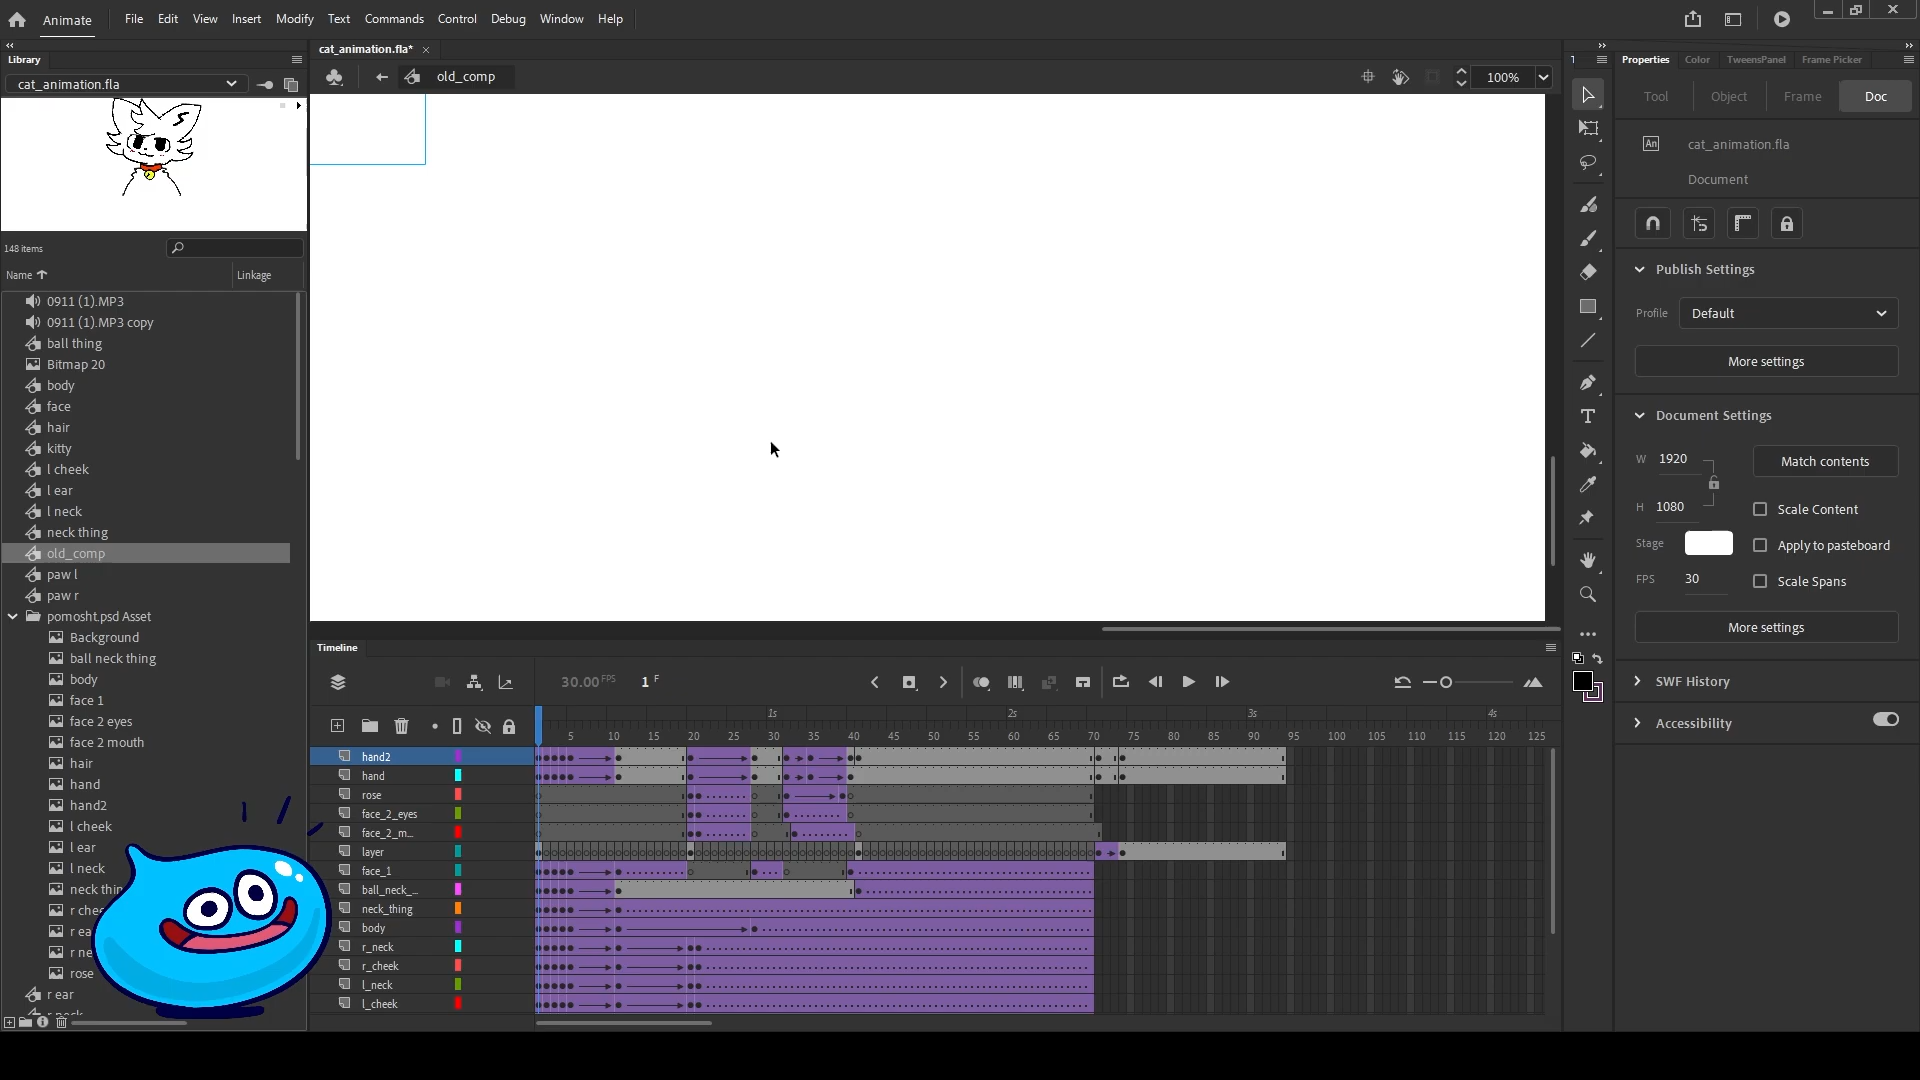 Animate File Edit View Insert Modify Text Commands Control Debug Window Help
Library
cat_animation.fla
148 items
Name Linkage
0911 (1).MP3
0911 (1).MP3 copy
ball thing
Bitmap 20
body
face
hair
kitty
l cheek
l ear
l neck
neck thing
old_comp
paw l
paw r
pomosht.psd Asset
Background
ball neck thing
body
face 1
face 2 eyes
face 2 mouth
hair
hand
hand2
l cheek
l ear
l neck
neck thin
r chee
r ea
r ne
rose
r ear
cat_animation.fla*
old_comp
100%
Timeline
30.00 FPS 1 F
1s 2s 3s 4s
5 10 15 20 25 30 35 40 45 50 55 60 65 70 75 80 85 90 95 100 105 110 115 120 125
hand2
hand
rose
face_2_eyes
face_2_m...
layer
face_1
ball_neck_...
neck_thing
body
r_neck
r_cheek
l_neck
l_cheek
Properties Color TweensPanel Frame Picker
Tool Object Frame Doc
An cat_animation.fla
Document
Publish Settings
Profile Default
More settings
Document Settings
W 1920 Match contents
H 1080 Scale Content
Stage Apply to pasteboard
FPS 30 Scale Spans
More settings
SWF History
Accessibility